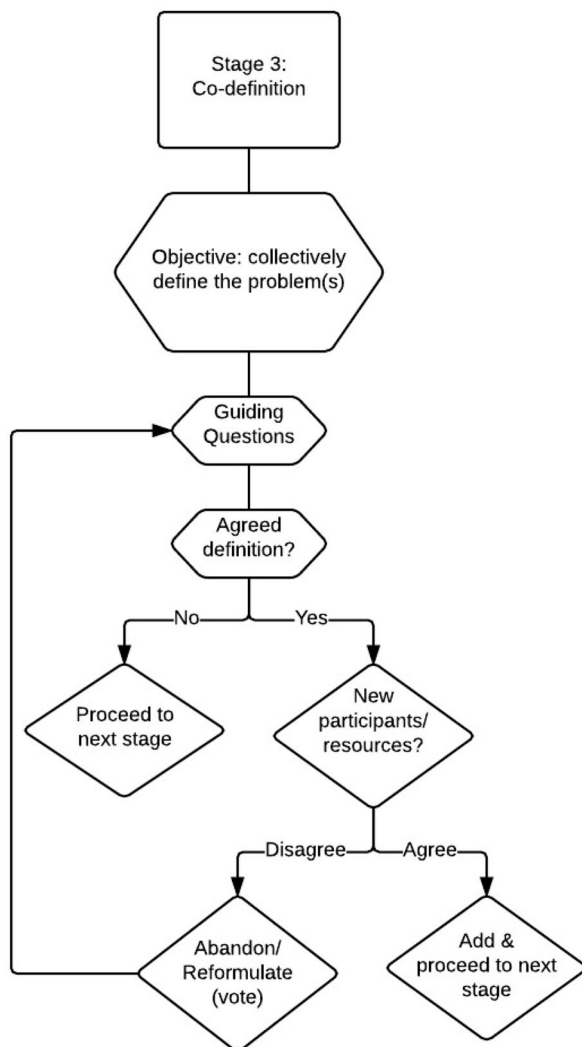 Stage 3:
Co-definition
Objective: collectively
define the problem(s)
Guiding
Questions
Agreed
definition?
No
Yes
Proceed to
next stage
New
participants/
resources?
Disagree
Agree
Abandon/
Reformulate
(vote)
Add &
proceed to next
stage